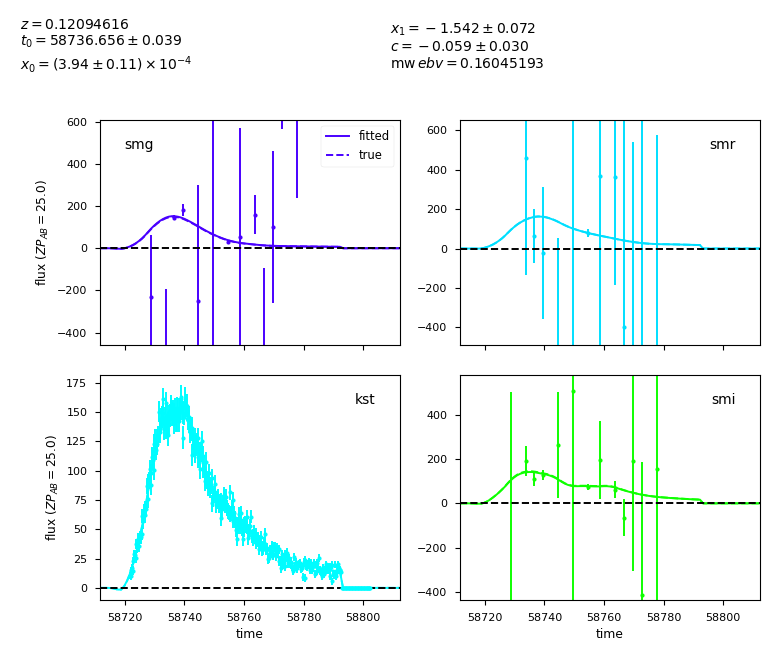 z = 0.12094616
t₀ = 58736.656 ± 0.039
x₀ = (3.94 ± 0.11) × 10⁻⁴
x₁ = −1.542 ± 0.072
c = −0.059 ± 0.030
mw ebv = 0.16045193
smg
fitted
true
600
400
200
0
−200
−400
flux (ZP_AB = 25.0)
smr
600
400
200
0
−200
−400
kst
175
150
125
100
75
50
25
0
flux (ZP_AB = 25.0)
58720 58740 58760 58780 58800
time
smi
400
200
0
−200
−400
58720 58740 58760 58780 58800
time